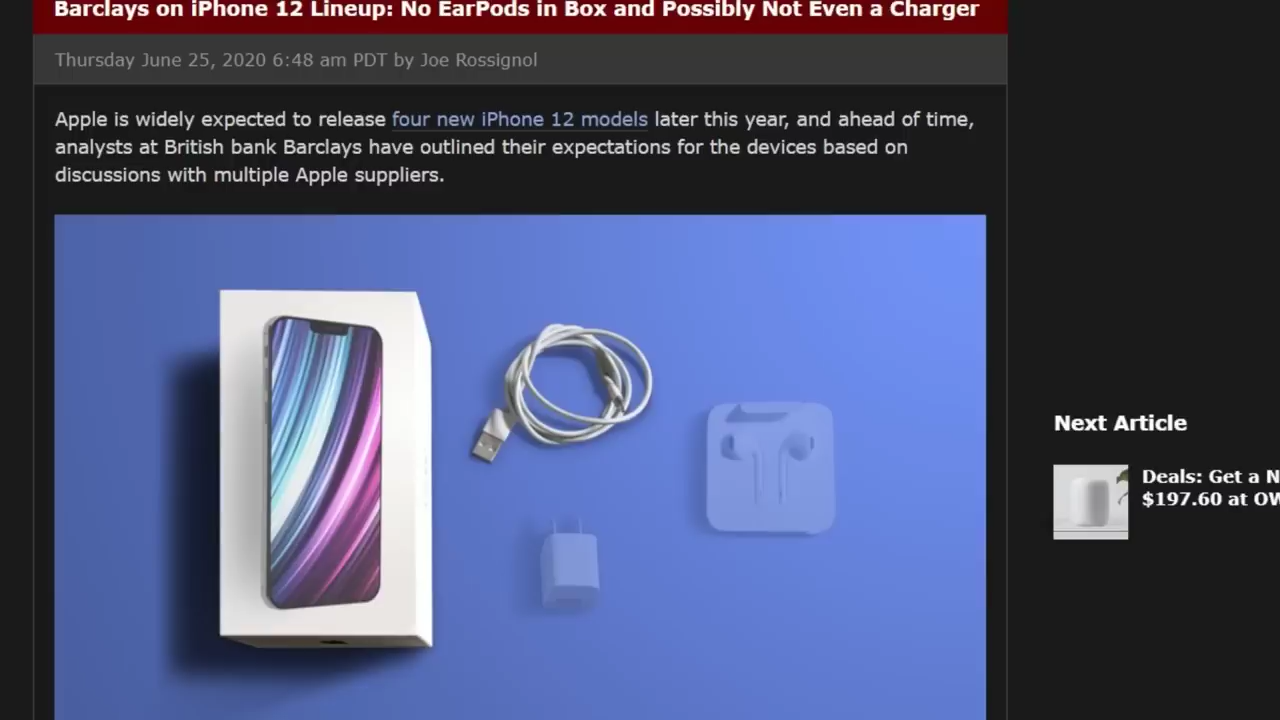 Barclays on iPhone 12 Lineup: No EarPods in Box and Possibly Not Even a Charger
Thursday June 25, 2020 6:48 am PDT by Joe Rossignol
Apple is widely expected to release four new iPhone 12 models later this year, and ahead of time,
analysts at British bank Barclays have outlined their expectations for the devices based on
discussions with multiple Apple suppliers.
Next Article
Deals: Get a N
$197.60 at OW